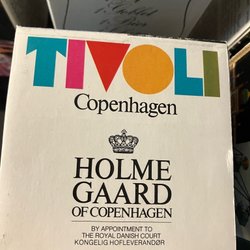 TIVOLI
Copenhagen
HOLME
GAARD
OF COPENHAGEN
BY APPOINTMENT TO
THE ROYAL DANISH COURT
KONGELIG HOFLEVERANDØR